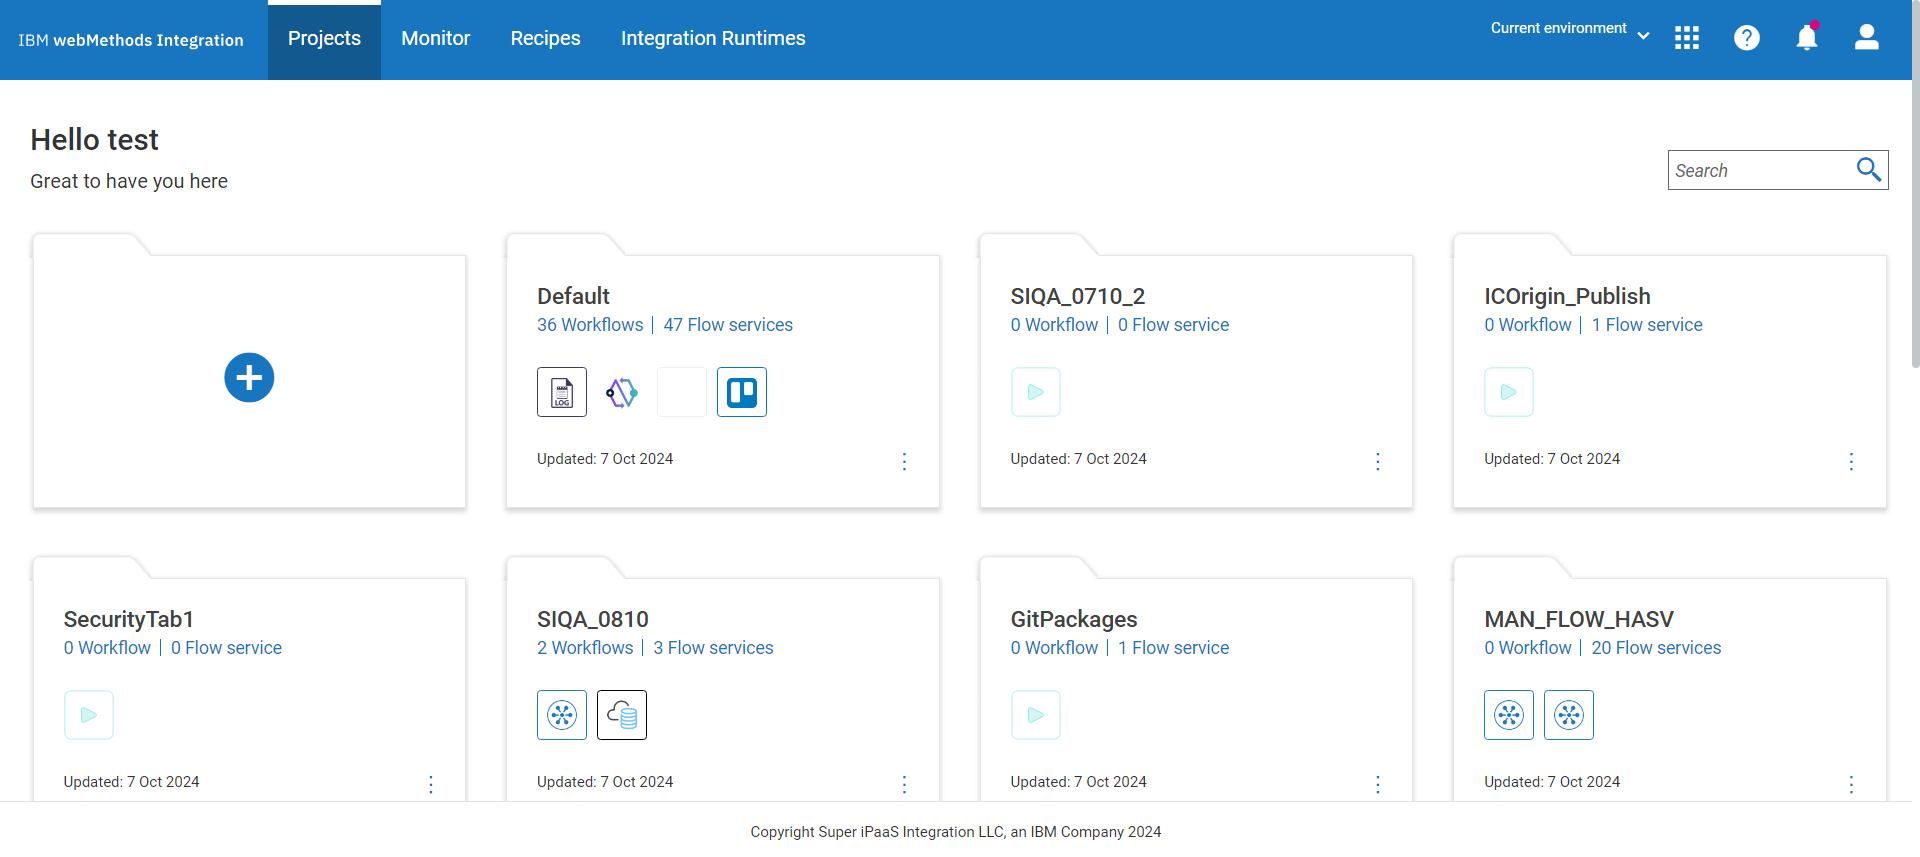 IBM webMethods Integration
Projects
Monitor
Recipes
Integration Runtimes
Current environment
Hello test
Great to have you here
Search
Default
36 Workflows | 47 Flow services
LOG
Updated: 7 Oct 2024
SIQA_0710_2
0 Workflow | 0 Flow service
Updated: 7 Oct 2024
ICOrigin_Publish
0 Workflow | 1 Flow service
Updated: 7 Oct 2024
SecurityTab1
0 Workflow | 0 Flow service
Updated: 7 Oct 2024
SIQA_0810
2 Workflows | 3 Flow services
Updated: 7 Oct 2024
GitPackages
0 Workflow | 1 Flow service
Updated: 7 Oct 2024
MAN_FLOW_HASV
0 Workflow | 20 Flow services
Updated: 7 Oct 2024
Copyright Super iPaaS Integration LLC, an IBM Company 2024